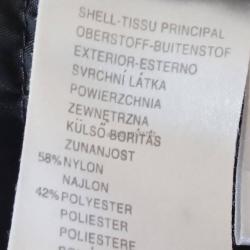 SHELL-TISSU PRINCIPAL
OBERSTOFF-BUITENSTOF
EXTERIOR-ESTERNO
SVRCHNÍ LÁTKA
POWIERZCHNIA
ZEWNĘTRZNA
KÜLSŐ BORÍTÁS
ZUNANJOST
58% NYLON
NAJLON
42% POLYESTER
POLIESTER
POLIESTERE